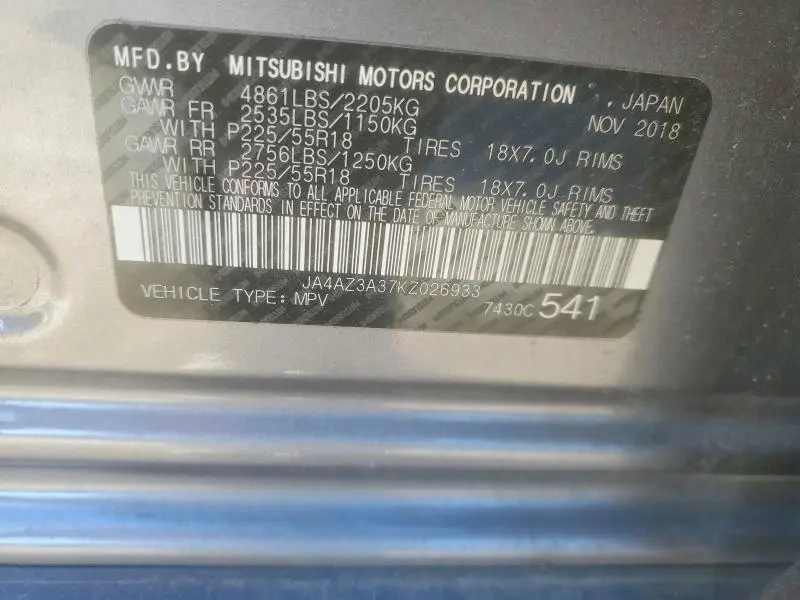 MFD.BY MITSUBISHI MOTORS CORPORATION , JAPAN
GVWR 4861LBS/2205KG NOV 2018
GAWR FR 2535LBS/1150KG
WITH P225/55R18 TIRES 18X7.0J RIMS
GAWR RR 2756LBS/1250KG
WITH P225/55R18 TIRES 18X7.0J RIMS
THIS VEHICLE CONFORMS TO ALL APPLICABLE FEDERAL MOTOR VEHICLE SAFETY AND THEFT
PREVENTION STANDARDS IN EFFECT ON THE DATE OF MANUFACTURE SHOWN ABOVE.
JA4AZ3A37KZ026933
VEHICLE TYPE:MPV 7430C 541